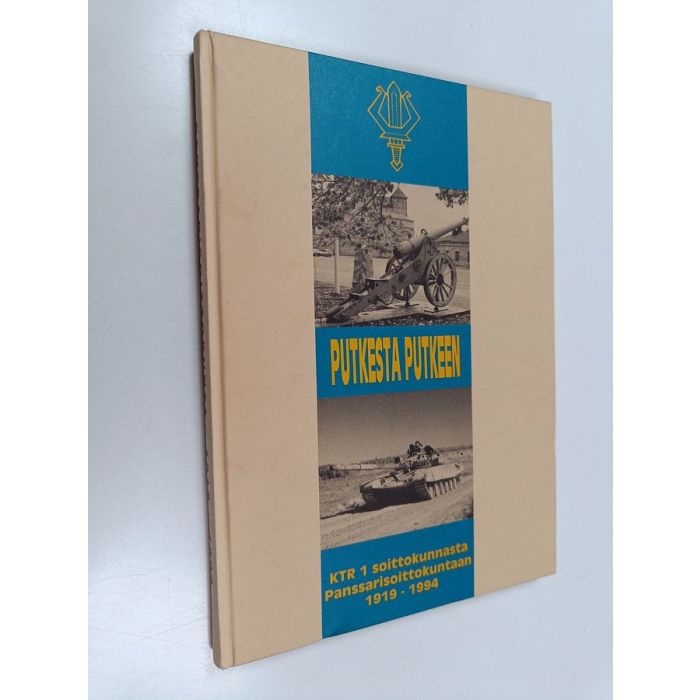 PUTKESTA PUTKEEN
KTR 1 soittokunnasta
Panssarisoittokuntaan
1919 - 1994